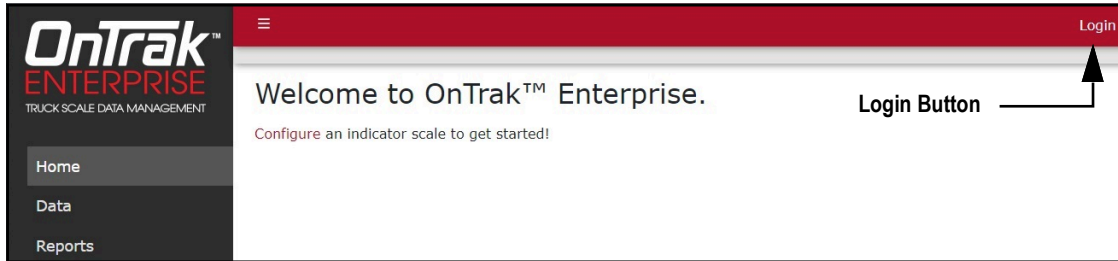 OnTrak™
ENTERPRISE
TRUCK SCALE DATA MANAGEMENT
Home
Data
Reports
☰
Login
Welcome to OnTrak™ Enterprise.
Configure an indicator scale to get started!
Login Button